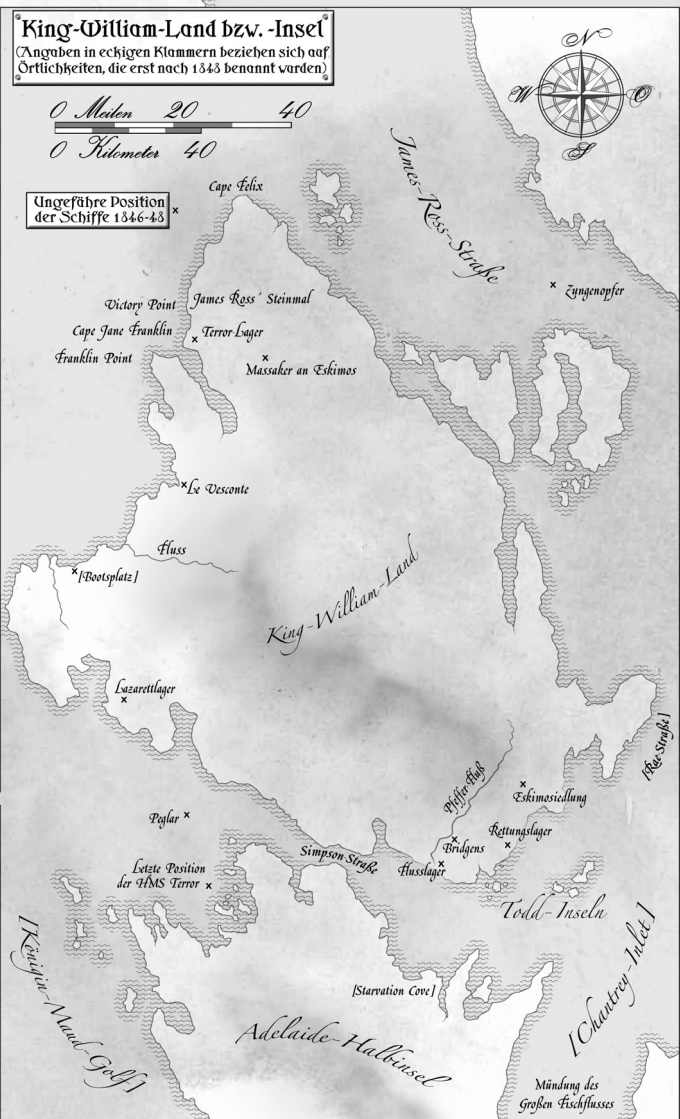 King-William-Land bzw. -Insel
(Angaben in eckigen Klammern beziehen sich auf
Örtlichkeiten, die erst nach 1848 benannt wurden)
0 Meilen 20 40
0 Kilometer 40
N
W O
S
James-Ross-Straße
Cape Felix
Ungefähre Position
der Schiffe 1846-48
Zungenopfer
Victory Point
James Ross' Steinmal
Cape Jane Franklin
Terror-Lager
Franklin Point
Massaker an Eskimos
Le Vesconte
Fluss
[Bootsplatz]
King-William-Land
Lazarettlager
[Rae-Straße]
Pfeffer-Fluß
Eskimosiedlung
Peglar
Rettungslager
Bridgens
Simpson-Straße
Flusslager
Letzte Position
der HMS Terror
Todd-Inseln
[Königin-Maud-Golf]
[Chantrey-Inlet]
[Starvation Cove]
Adelaide-Halbinsel
Mündung des
Großen Fischflusses